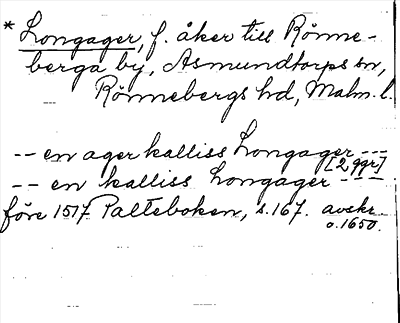 * Longager, f. åker till Rönne-
berga by, Asmundtorps sn,
Rönnebergs hd, Malm. l.
-- en ager kalliss Longager ---
[2 ggr]
-- en kalliss Longager ---
före 1517 Palteboken, s. 167. avskr.
o. 1650.